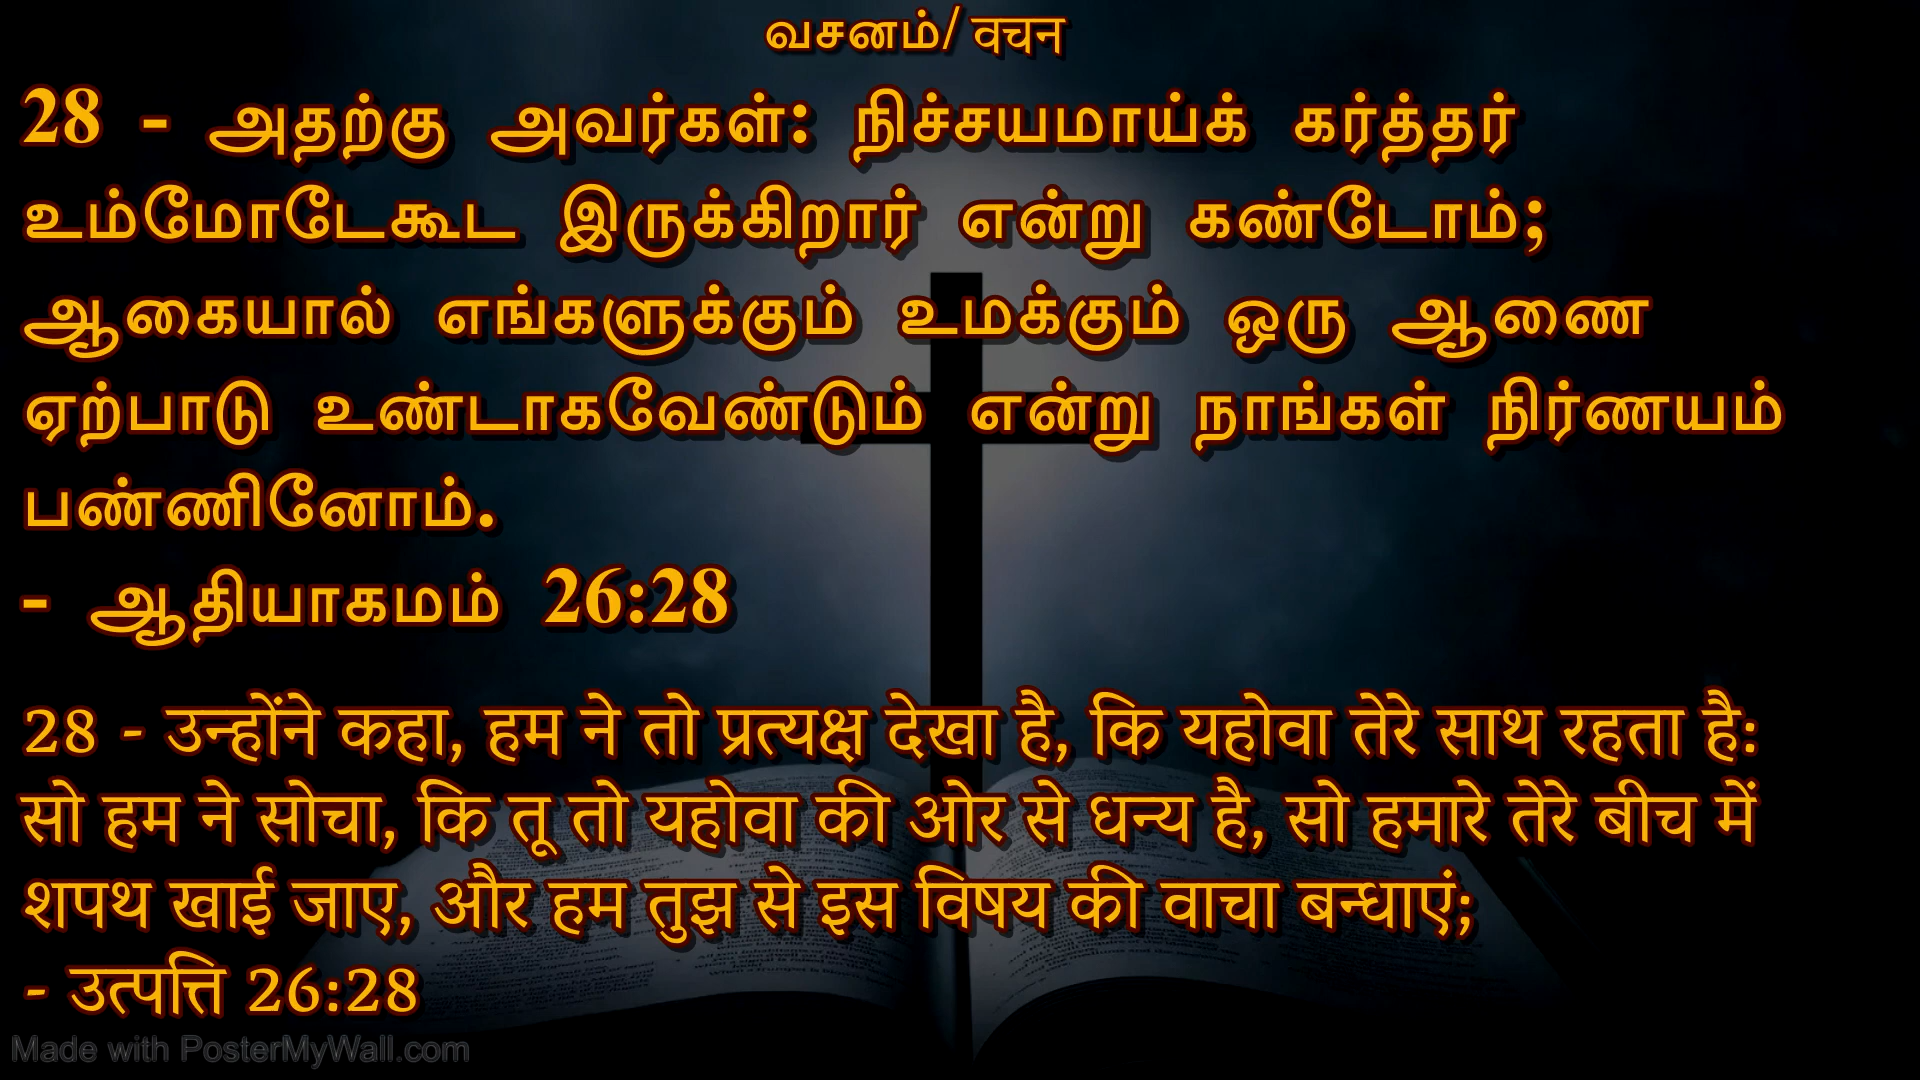 வசனம்/ वचन
28 - அதற்கு அவர்கள்: நிச்சயமாய்க் கர்த்தர்
உம்மோடேகூட இருக்கிறார் என்று கண்டோம்;
ஆகையால் எங்களுக்கும் உமக்கும் ஒரு ஆணை
ஏற்பாடு உண்டாகவேண்டும் என்று நாங்கள் நிர்ணயம்
பண்ணினோம்.
- ஆதியாகமம் 26:28
28 - उन्होंने कहा, हम ने तो प्रत्यक्ष देखा है, कि यहोवा तेरे साथ रहता है:
सो हम ने सोचा, कि तू तो यहोवा की ओर से धन्य है, सो हमारे तेरे बीच में
शपथ खाई जाए, और हम तुझ से इस विषय की वाचा बन्धाएं;
- उत्पत्ति 26:28
Made with PosterMyWall.com